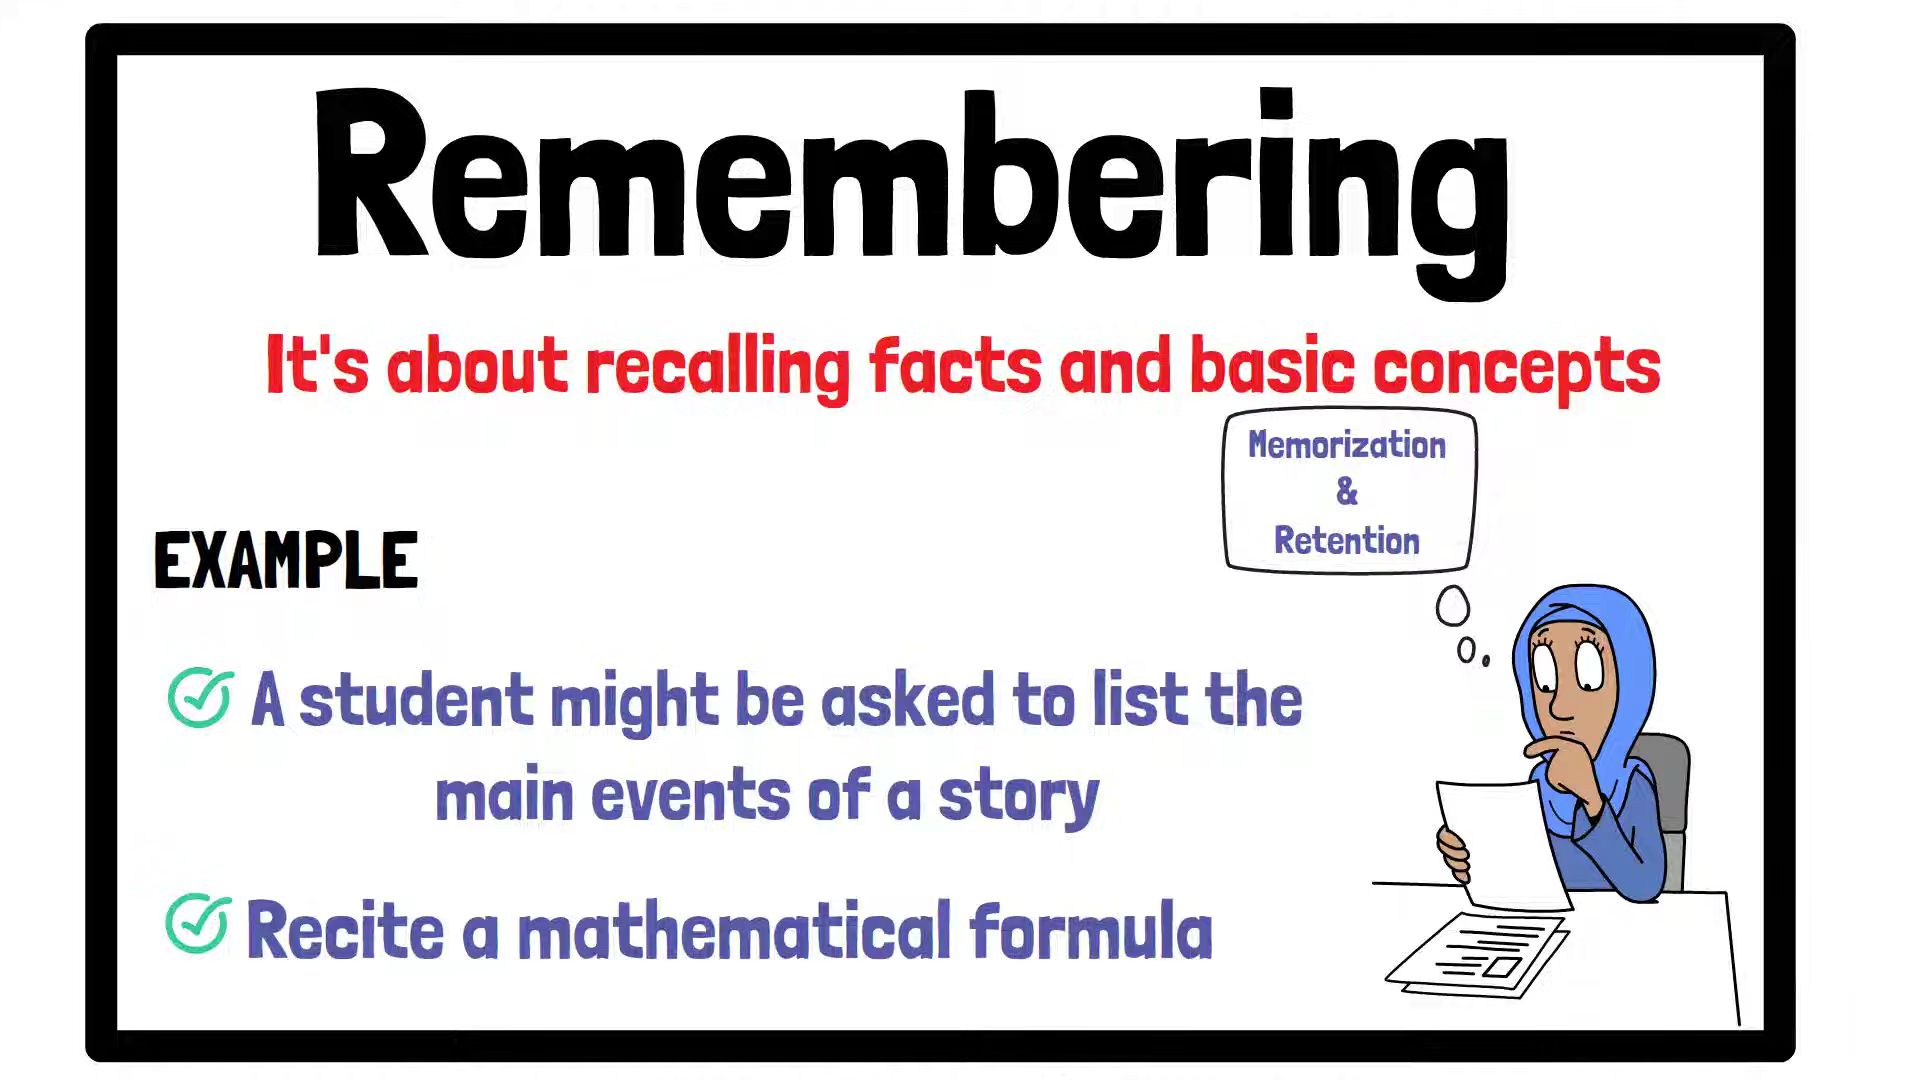 Remembering
It's about recalling facts and basic concepts
Memorization
&
Retention
EXAMPLE
A student might be asked to list the
main events of a story
Recite a mathematical formula